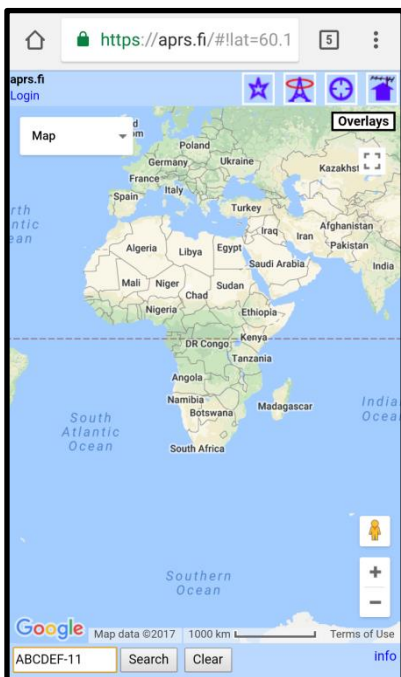 https://aprs.fi/#!lat=60.1
5
aprs.fi
Login
Overlays
Map
Poland
Germany
Ukraine
Kazakhst
France
Spain
Italy
Turkey
Iraq
Iran
Afghanistan
Pakistan
Algeria
Libya
Egypt
Saudi Arabia
India
Mali
Niger
Chad
Sudan
Nigeria
Ethiopia
DR Congo
Kenya
Tanzania
Angola
Namibia
Botswana
Madagascar
South Africa
South
Atlantic
Ocean
Southern
Ocean
Google
Map data ©2017
1000 km
Terms of Use
ABCDEF-11
Search
Clear
info